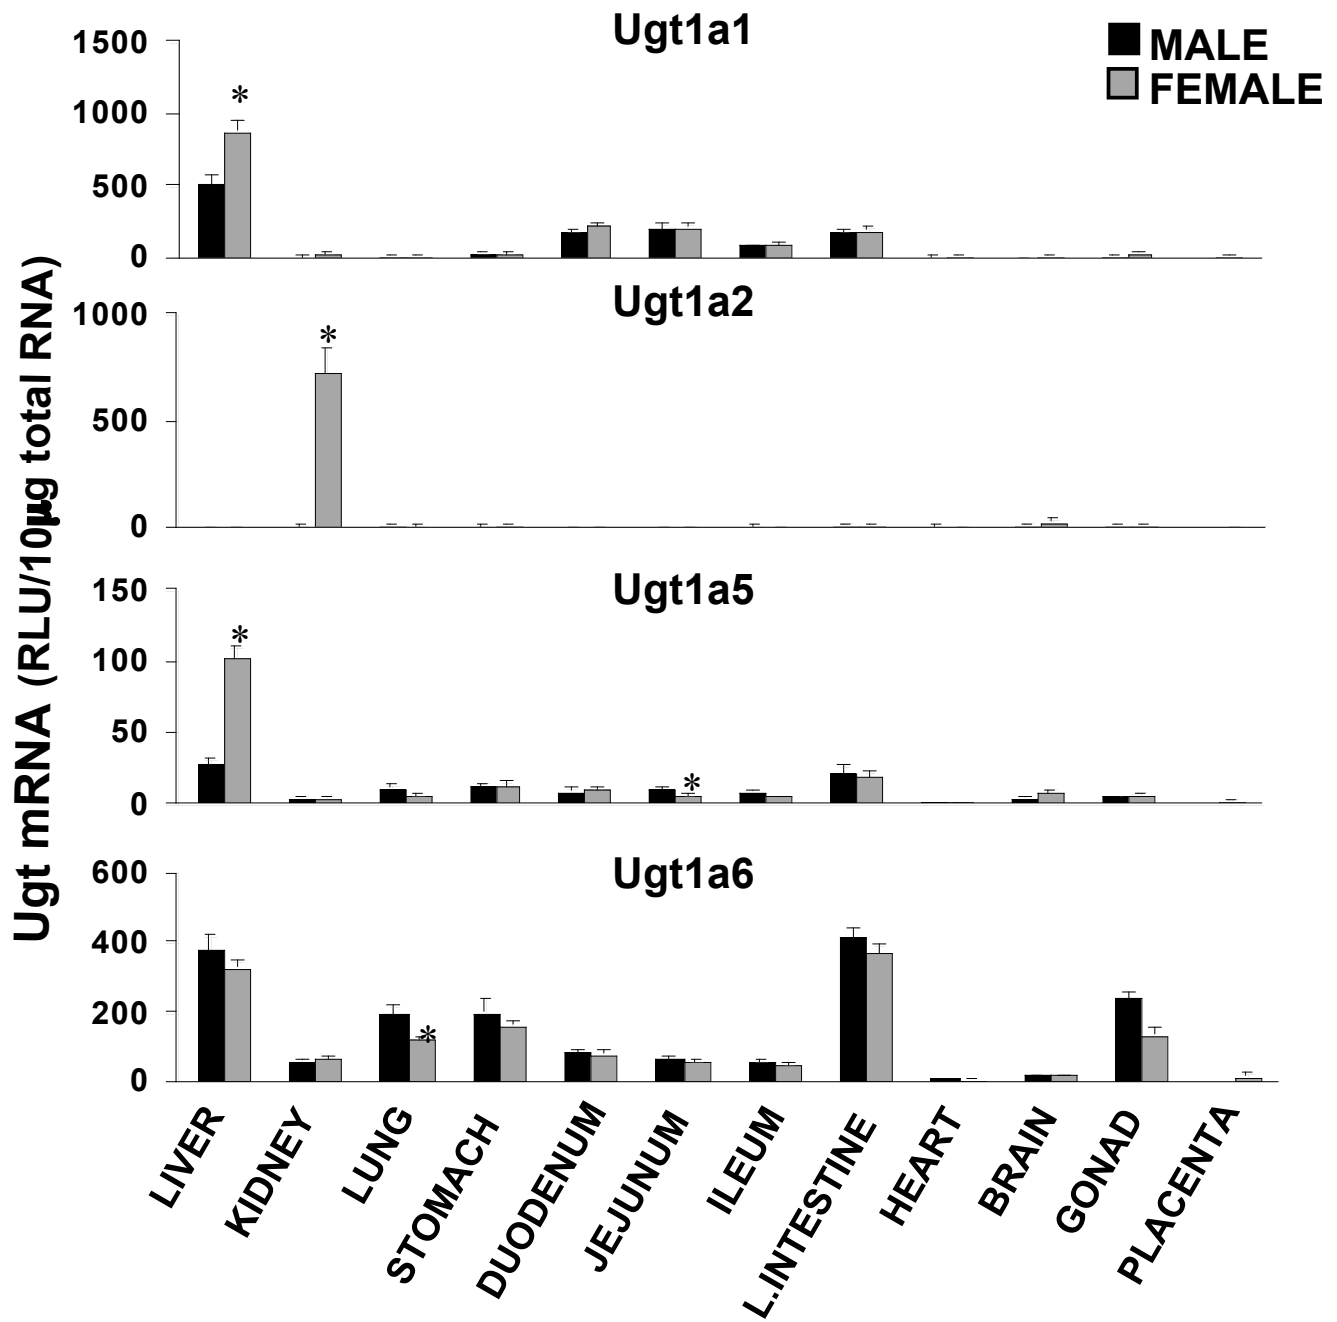 Ugt1a1
MALE
FEMALE
1500
1000
500
0
*
Ugt1a2
1000
500
0
*
Ugt1a5
150
100
50
0
*
*
Ugt1a6
600
400
200
0
*
Ugt mRNA (RLU/10µg total RNA)
LIVER
KIDNEY
LUNG
STOMACH
DUODENUM
JEJUNUM
ILEUM
L.INTESTINE
HEART
BRAIN
GONAD
PLACENTA